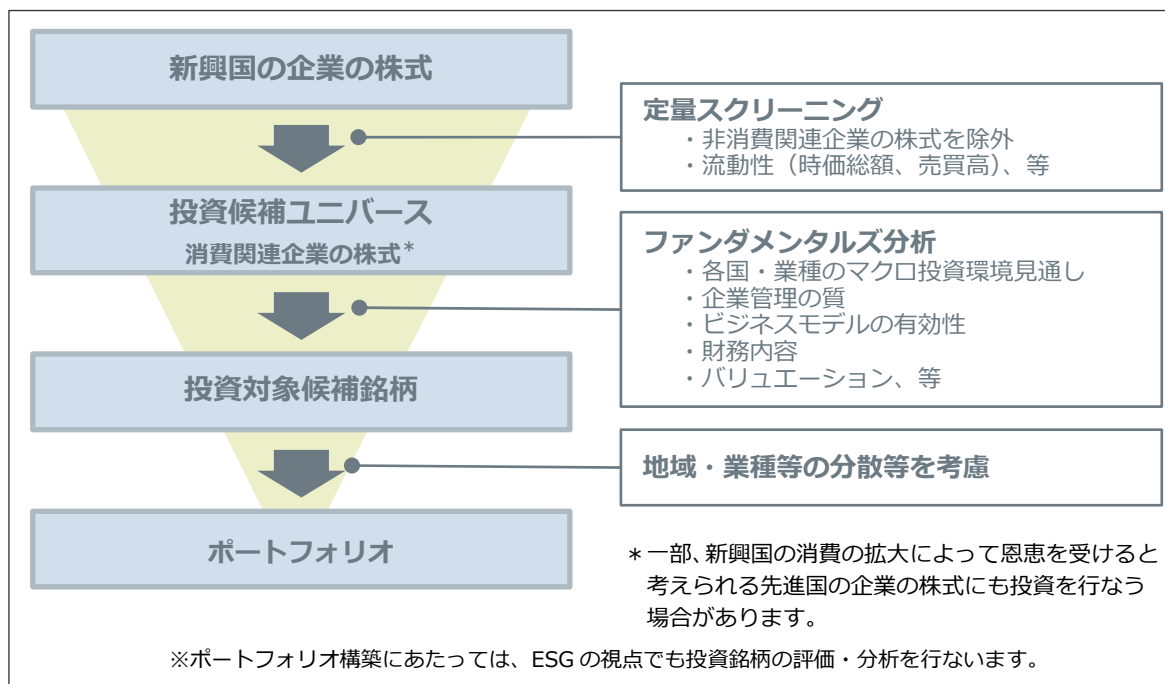 新興国の企業の株式
定量スクリーニング
・非消費関連企業の株式を除外
・流動性（時価総額、売買高）、等
投資候補ユニバース
消費関連企業の株式*
ファンダメンタルズ分析
・各国・業種のマクロ投資環境見通し
・企業管理の質
・ビジネスモデルの有効性
・財務内容
・バリュエーション、等
投資対象候補銘柄
地域・業種等の分散等を考慮
ポートフォリオ
＊一部、新興国の消費の拡大によって恩恵を受けると
考えられる先進国の企業の株式にも投資を行なう
場合があります。
※ポートフォリオ構築にあたっては、ESG の視点でも投資銘柄の評価・分析を行ないます。